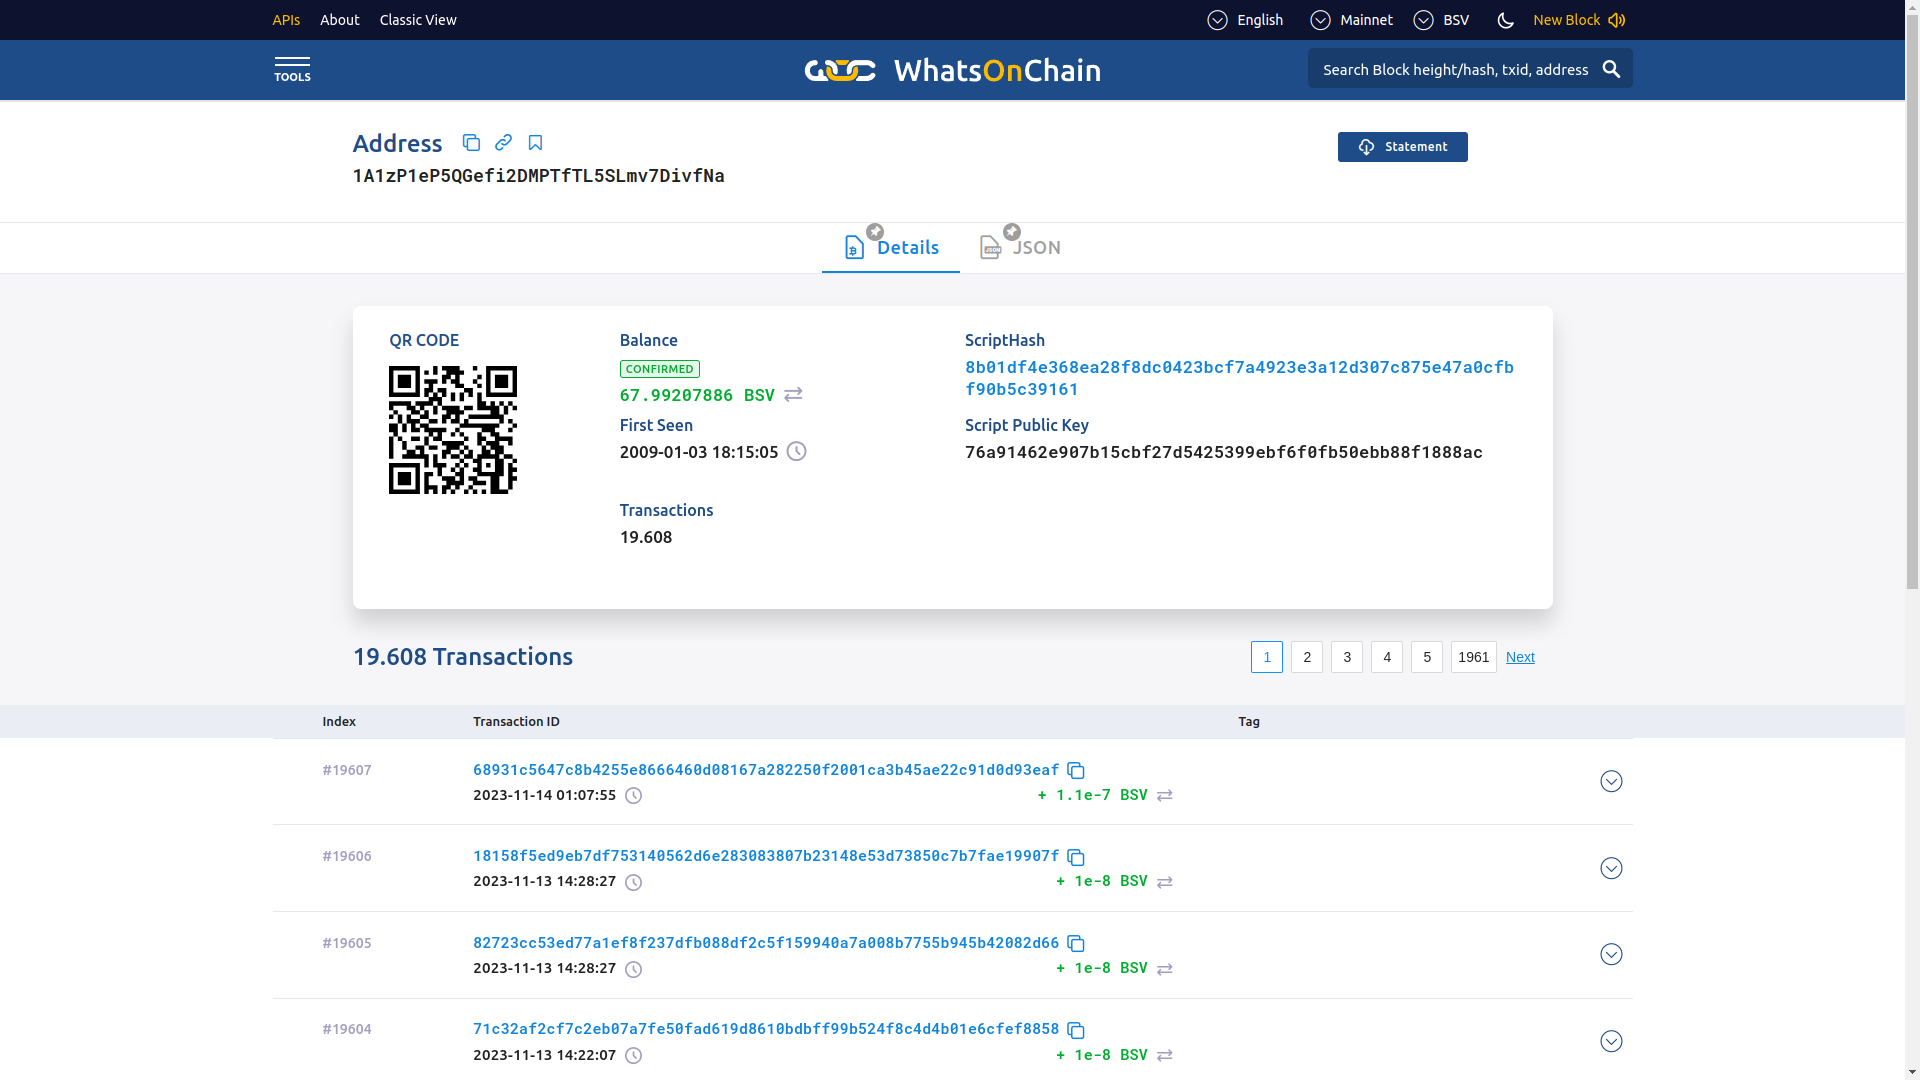 APIs About Classic View English Mainnet BSV New Block
TOOLS WhatsOnChain Search Block height/hash, txid, address
Address
1A1zP1eP5QGefi2DMPTfTL5SLmv7DivfNa
Statement
Details JSON
QR CODE
Balance
CONFIRMED
67.99207886 BSV
First Seen
2009-01-03 18:15:05
Transactions
19.608
ScriptHash
8b01df4e368ea28f8dc0423bcf7a4923e3a12d307c875e47a0cfb
f90b5c39161
Script Public Key
76a91462e907b15cbf27d5425399ebf6f0fb50ebb88f1888ac
19.608 Transactions 1 2 3 4 5 1961 Next
Index Transaction ID Tag
#19607 68931c5647c8b4255e8666460d08167a282250f2001ca3b45ae22c91d0d93eaf
2023-11-14 01:07:55 + 1.1e-7 BSV
#19606 18158f5ed9eb7df753140562d6e283083807b23148e53d73850c7b7fae19907f
2023-11-13 14:28:27 + 1e-8 BSV
#19605 82723cc53ed77a1ef8f237dfb088df2c5f159940a7a008b7755b945b42082d66
2023-11-13 14:28:27 + 1e-8 BSV
#19604 71c32af2cf7c2eb07a7fe50fad619d8610bdbff99b524f8c4d4b01e6cfef8858
2023-11-13 14:22:07 + 1e-8 BSV